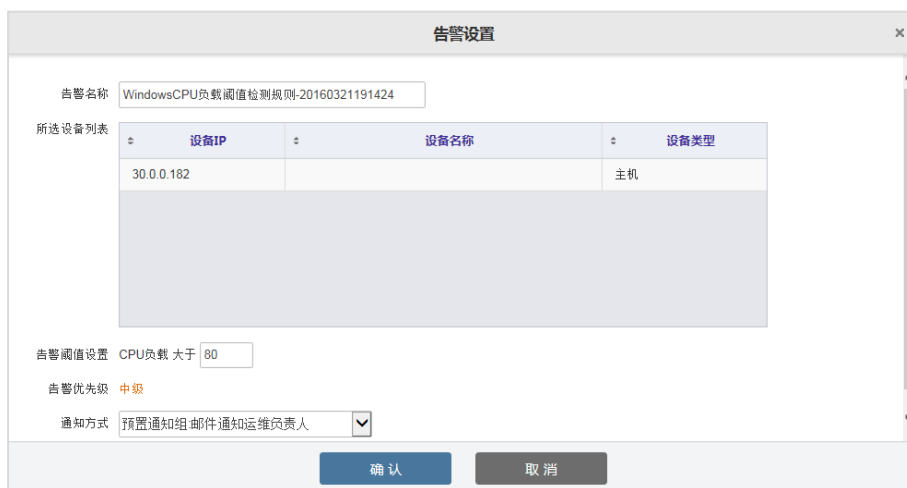 告警设置
×
告警名称 WindowsCPU负载阈值检测规则-20160321191424
所选设备列表
设备IP 设备名称 设备类型
30.0.0.182 主机
告警阈值设置 CPU负载 大于 80
告警优先级 中级
通知方式 预置通知组:邮件通知运维负责人
确认 取消